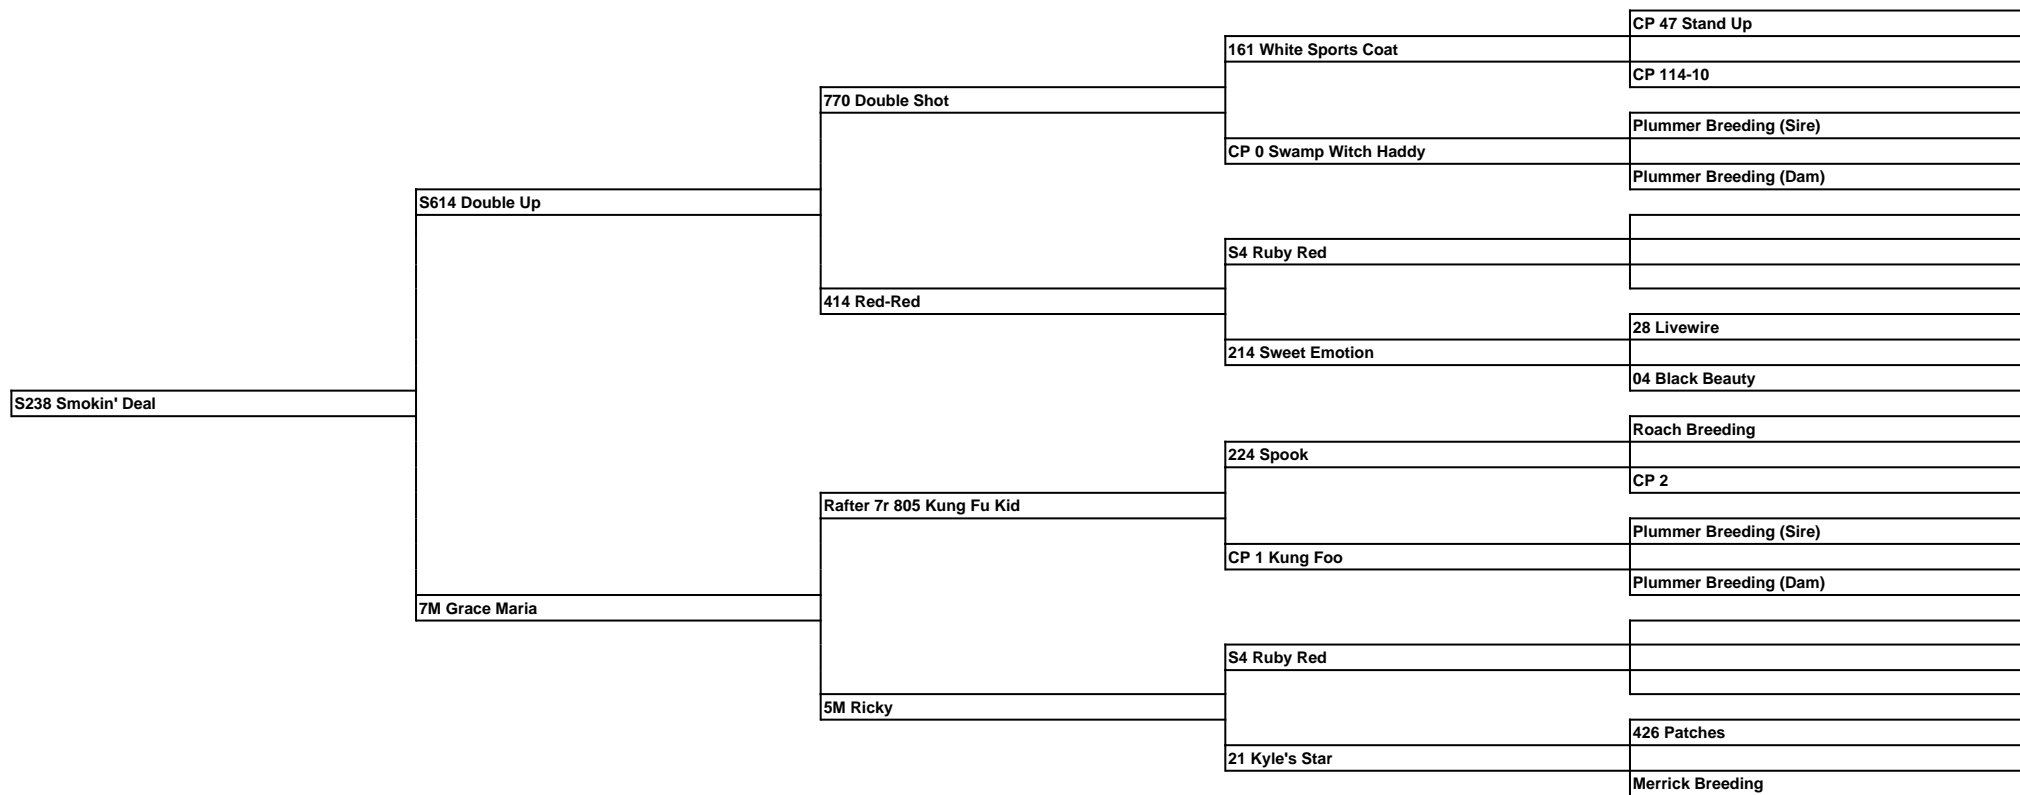 CP 47 Stand Up
161 White Sports Coat
CP 114-10
770 Double Shot
Plummer Breeding (Sire)
CP 0 Swamp Witch Haddy
Plummer Breeding (Dam)
S614 Double Up
S4 Ruby Red
414 Red-Red
28 Livewire
214 Sweet Emotion
04 Black Beauty
S238 Smokin' Deal
Roach Breeding
224 Spook
CP 2
Rafter 7r 805 Kung Fu Kid
Plummer Breeding (Sire)
CP 1 Kung Foo
Plummer Breeding (Dam)
7M Grace Maria
S4 Ruby Red
5M Ricky
426 Patches
21 Kyle's Star
Merrick Breeding